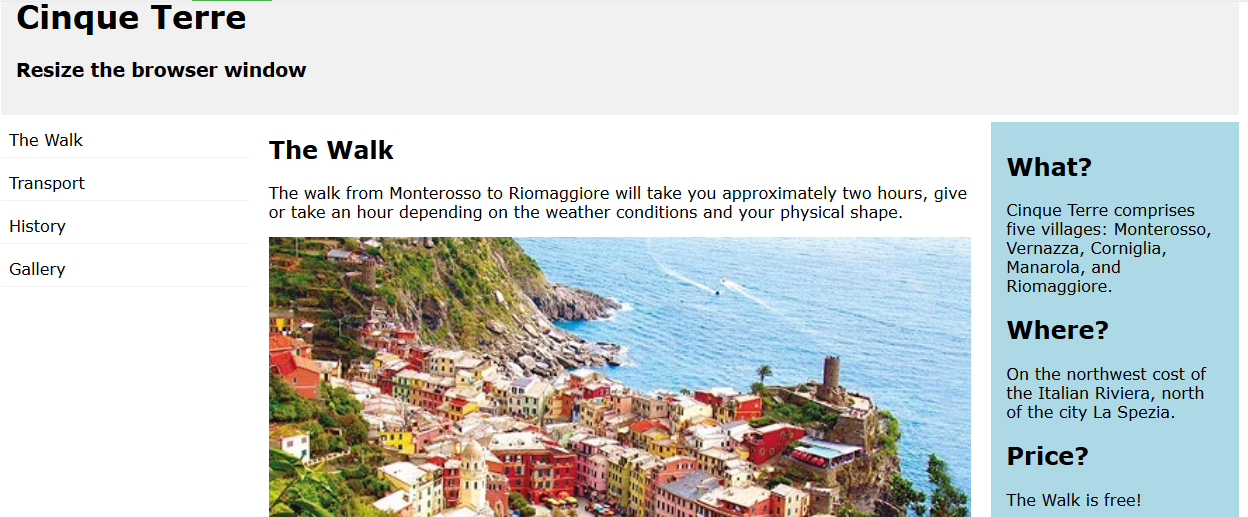 Cinque Terre
Resize the browser window
The Walk
Transport
History
Gallery
The Walk
The walk from Monterosso to Riomaggiore will take you approximately two hours, give
or take an hour depending on the weather conditions and your physical shape.
What?
Cinque Terre comprises
five villages: Monterosso,
Vernazza, Corniglia,
Manarola, and
Riomaggiore.
Where?
On the northwest cost of
the Italian Riviera, north
of the city La Spezia.
Price?
The Walk is free!